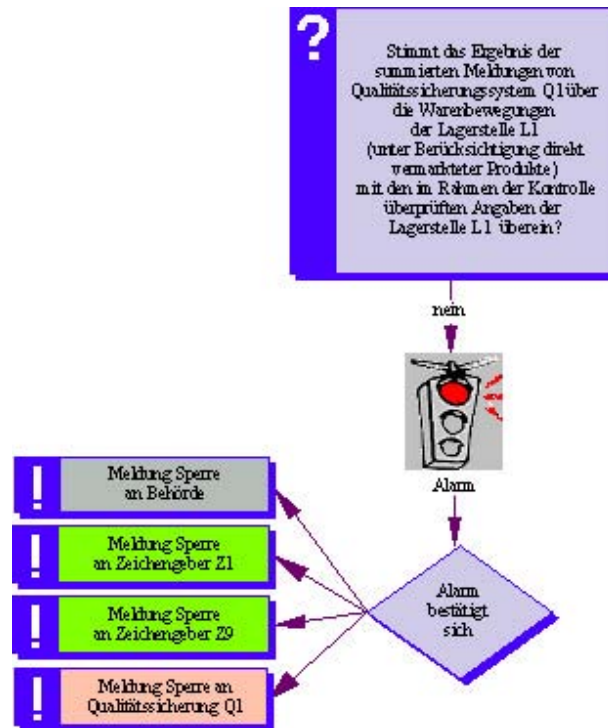 ?
Stimmt das Ergebnis der
summierten Meldungen von
Qualitätssicherungssystem Q1 über
die Warenbewegungen
der Lagerstelle L1
(unter Berücksichtigung direkt
vermarkteter Produkte)
mit den im Rahmen der Kontrolle
überprüften Angaben der
Lagerstelle L1 überein?
nein
Alarm
Alarm
bestätigt
sich
!
Meldung Sperre
an Behörde
!
Meldung Sperre
an Zeichengeber Z1
!
Meldung Sperre
an Zeichengeber Z9
!
Meldung Sperre an
Qualitätssicherung Q1